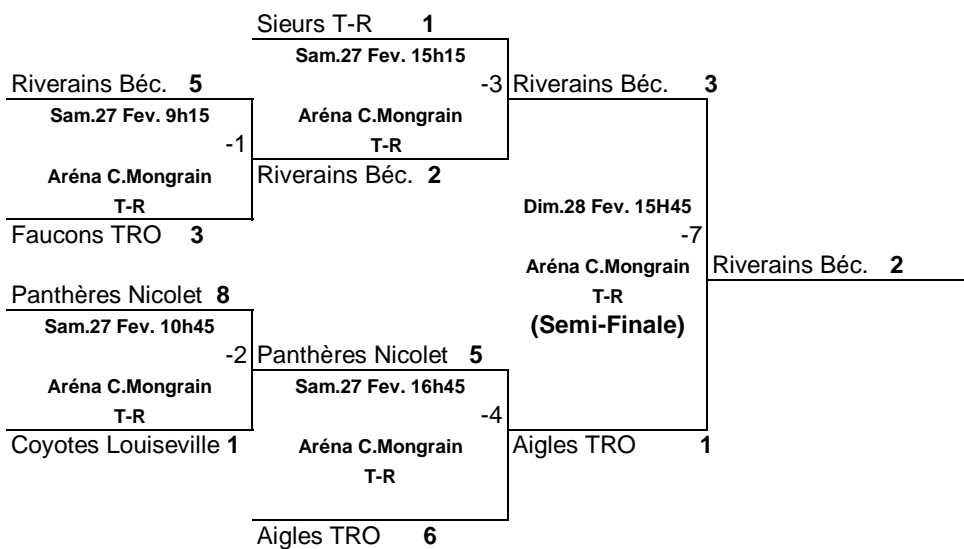 Sieurs T-R 1
Sam.27 Fev. 15h15
Riverains Béc. 5
-3 Riverains Béc. 3
Sam.27 Fev. 9h15
Aréna C.Mongrain
-1
T-R
Aréna C.Mongrain
Riverains Béc. 2
T-R
Dim.28 Fev. 15H45
Faucons TRO 3
-7
Aréna C.Mongrain
Riverains Béc. 2
Panthères Nicolet 8
T-R
Sam.27 Fev. 10h45
(Semi-Finale)
-2 Panthères Nicolet 5
Aréna C.Mongrain
Sam.27 Fev. 16h45
T-R
-4
Coyotes Louiseville 1
Aréna C.Mongrain
Aigles TRO 1
T-R
Aigles TRO 6